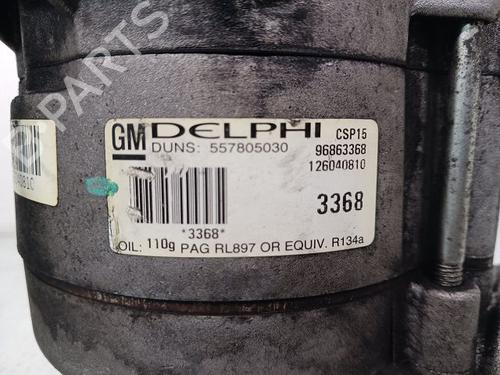 PARTS
GM DELPHI CSP15
DUNS: 557805030 96863368
126040810
3368
*3368*
OIL: 110g PAG RL897 OR EQUIV. R134a